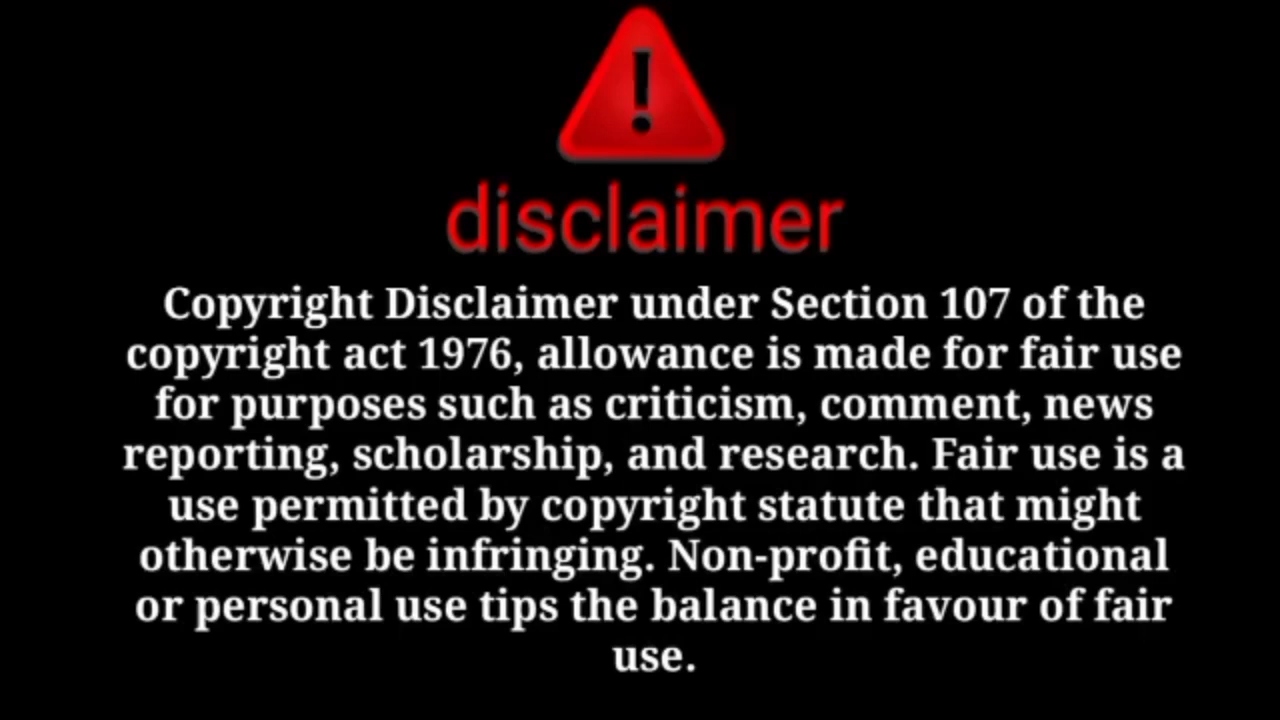 !
disclaimer
Copyright Disclaimer under Section 107 of the
copyright act 1976, allowance is made for fair use
for purposes such as criticism, comment, news
reporting, scholarship, and research. Fair use is a
use permitted by copyright statute that might
otherwise be infringing. Non-profit, educational
or personal use tips the balance in favour of fair
use.